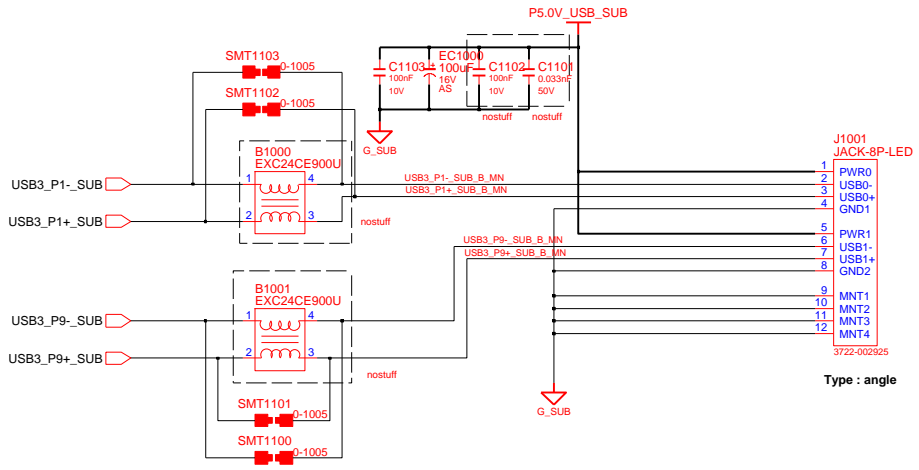 P5.0V_USB_SUB
SMT1103
0-1005
SMT1102
0-1005
C1103
100nF
10V
EC1000
100uF
16V
AS
C1102
100nF
10V
C1101
0.033nF
50V
nostuff
nostuff
G_SUB
B1000
EXC24CE900U
1
4
2
3
nostuff
USB3_P1-_SUB
USB3_P1+_SUB
USB3_P1-_SUB_B_MN
USB3_P1+_SUB_B_MN
J1001
JACK-8P-LED
1 PWR0
2 USB0-
3 USB0+
4 GND1
5 PWR1
6 USB1-
7 USB1+
8 GND2
9 MNT1
10 MNT2
11 MNT3
12 MNT4
3722-002925
Type : angle
USB3_P9-_SUB_B_MN
USB3_P9+_SUB_B_MN
B1001
EXC24CE900U
1
4
2
3
nostuff
USB3_P9-_SUB
USB3_P9+_SUB
SMT1101
0-1005
SMT1100
0-1005
G_SUB